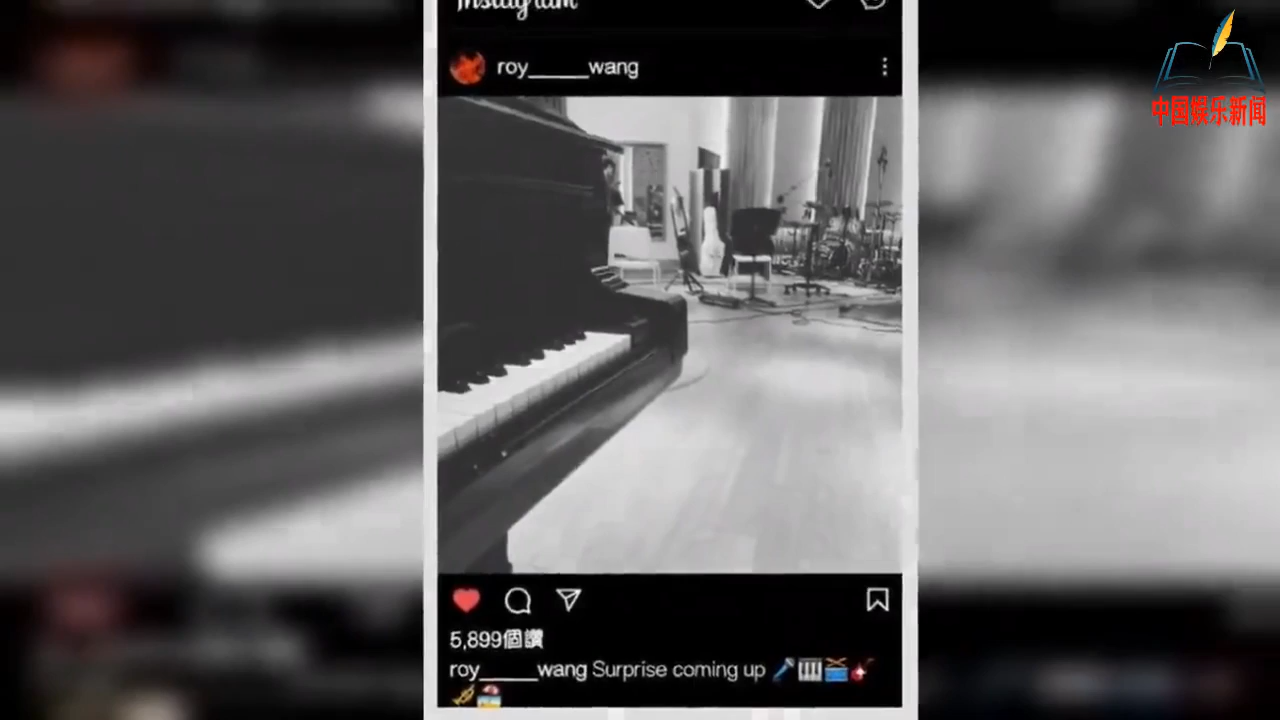 Instagram
中国娱乐新闻
roy_____wang
5,899個讚
roy_____wang Surprise coming up